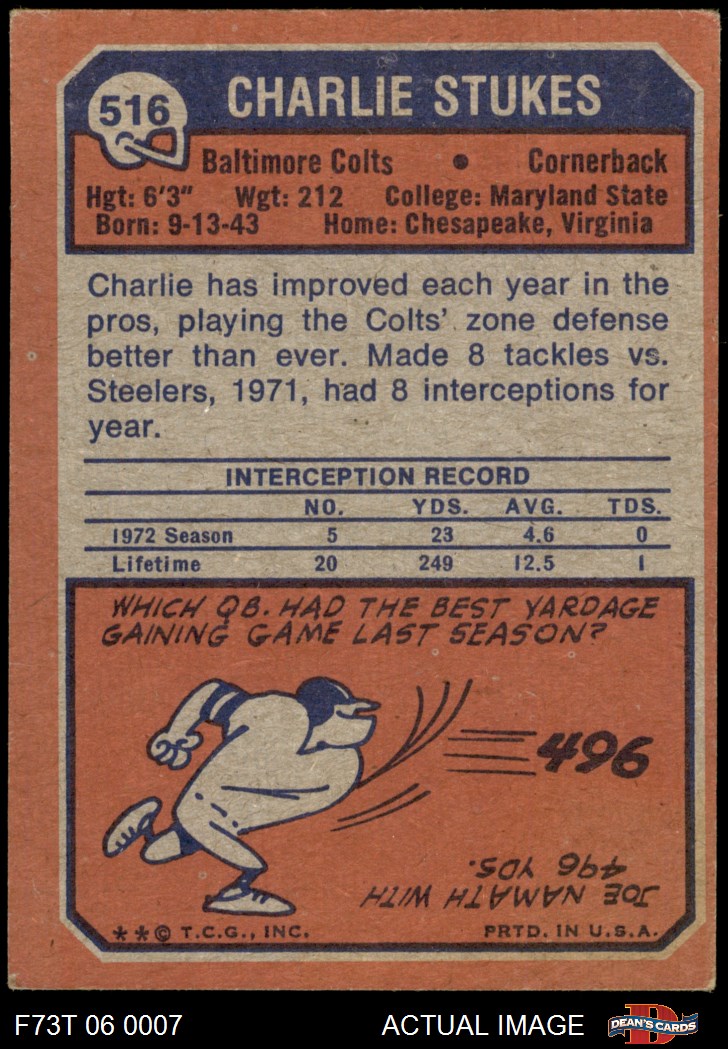 516
CHARLIE STUKES
Baltimore Colts • Cornerback
Hgt: 6'3" Wgt: 212 College: Maryland State
Born: 9-13-43 Home: Chesapeake, Virginia
Charlie has improved each year in the
pros, playing the Colts' zone defense
better than ever. Made 8 tackles vs.
Steelers, 1971, had 8 interceptions for
year.
INTERCEPTION RECORD
NO. YDS. AVG. TDS.
1972 Season 5 23 4.6 0
Lifetime 20 249 12.5 1
WHICH QB. HAD THE BEST YARDAGE
GAINING GAME LAST SEASON?
496
JOE NAMATH WITH
496 YDS.
**© T.C.G., INC. PRTD. IN U.S.A.
F73T 06 0007 ACTUAL IMAGE
D
DEAN'S CARDS